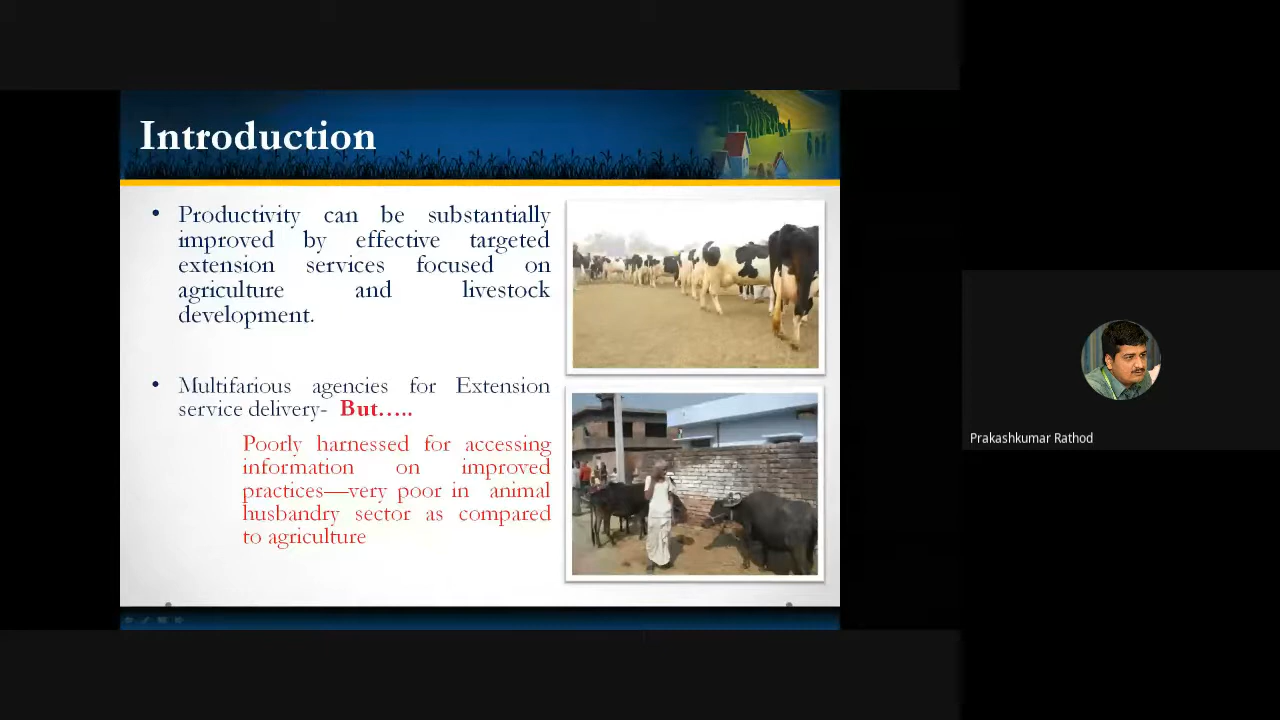 Introduction
• Productivity can be substantially
improved by effective targeted
extension services focused on
agriculture and livestock
development.
• Multifarious agencies for Extension
service delivery- But…..
Poorly harnessed for accessing
information on improved
practices—very poor in animal
husbandry sector as compared
to agriculture
Prakashkumar Rathod